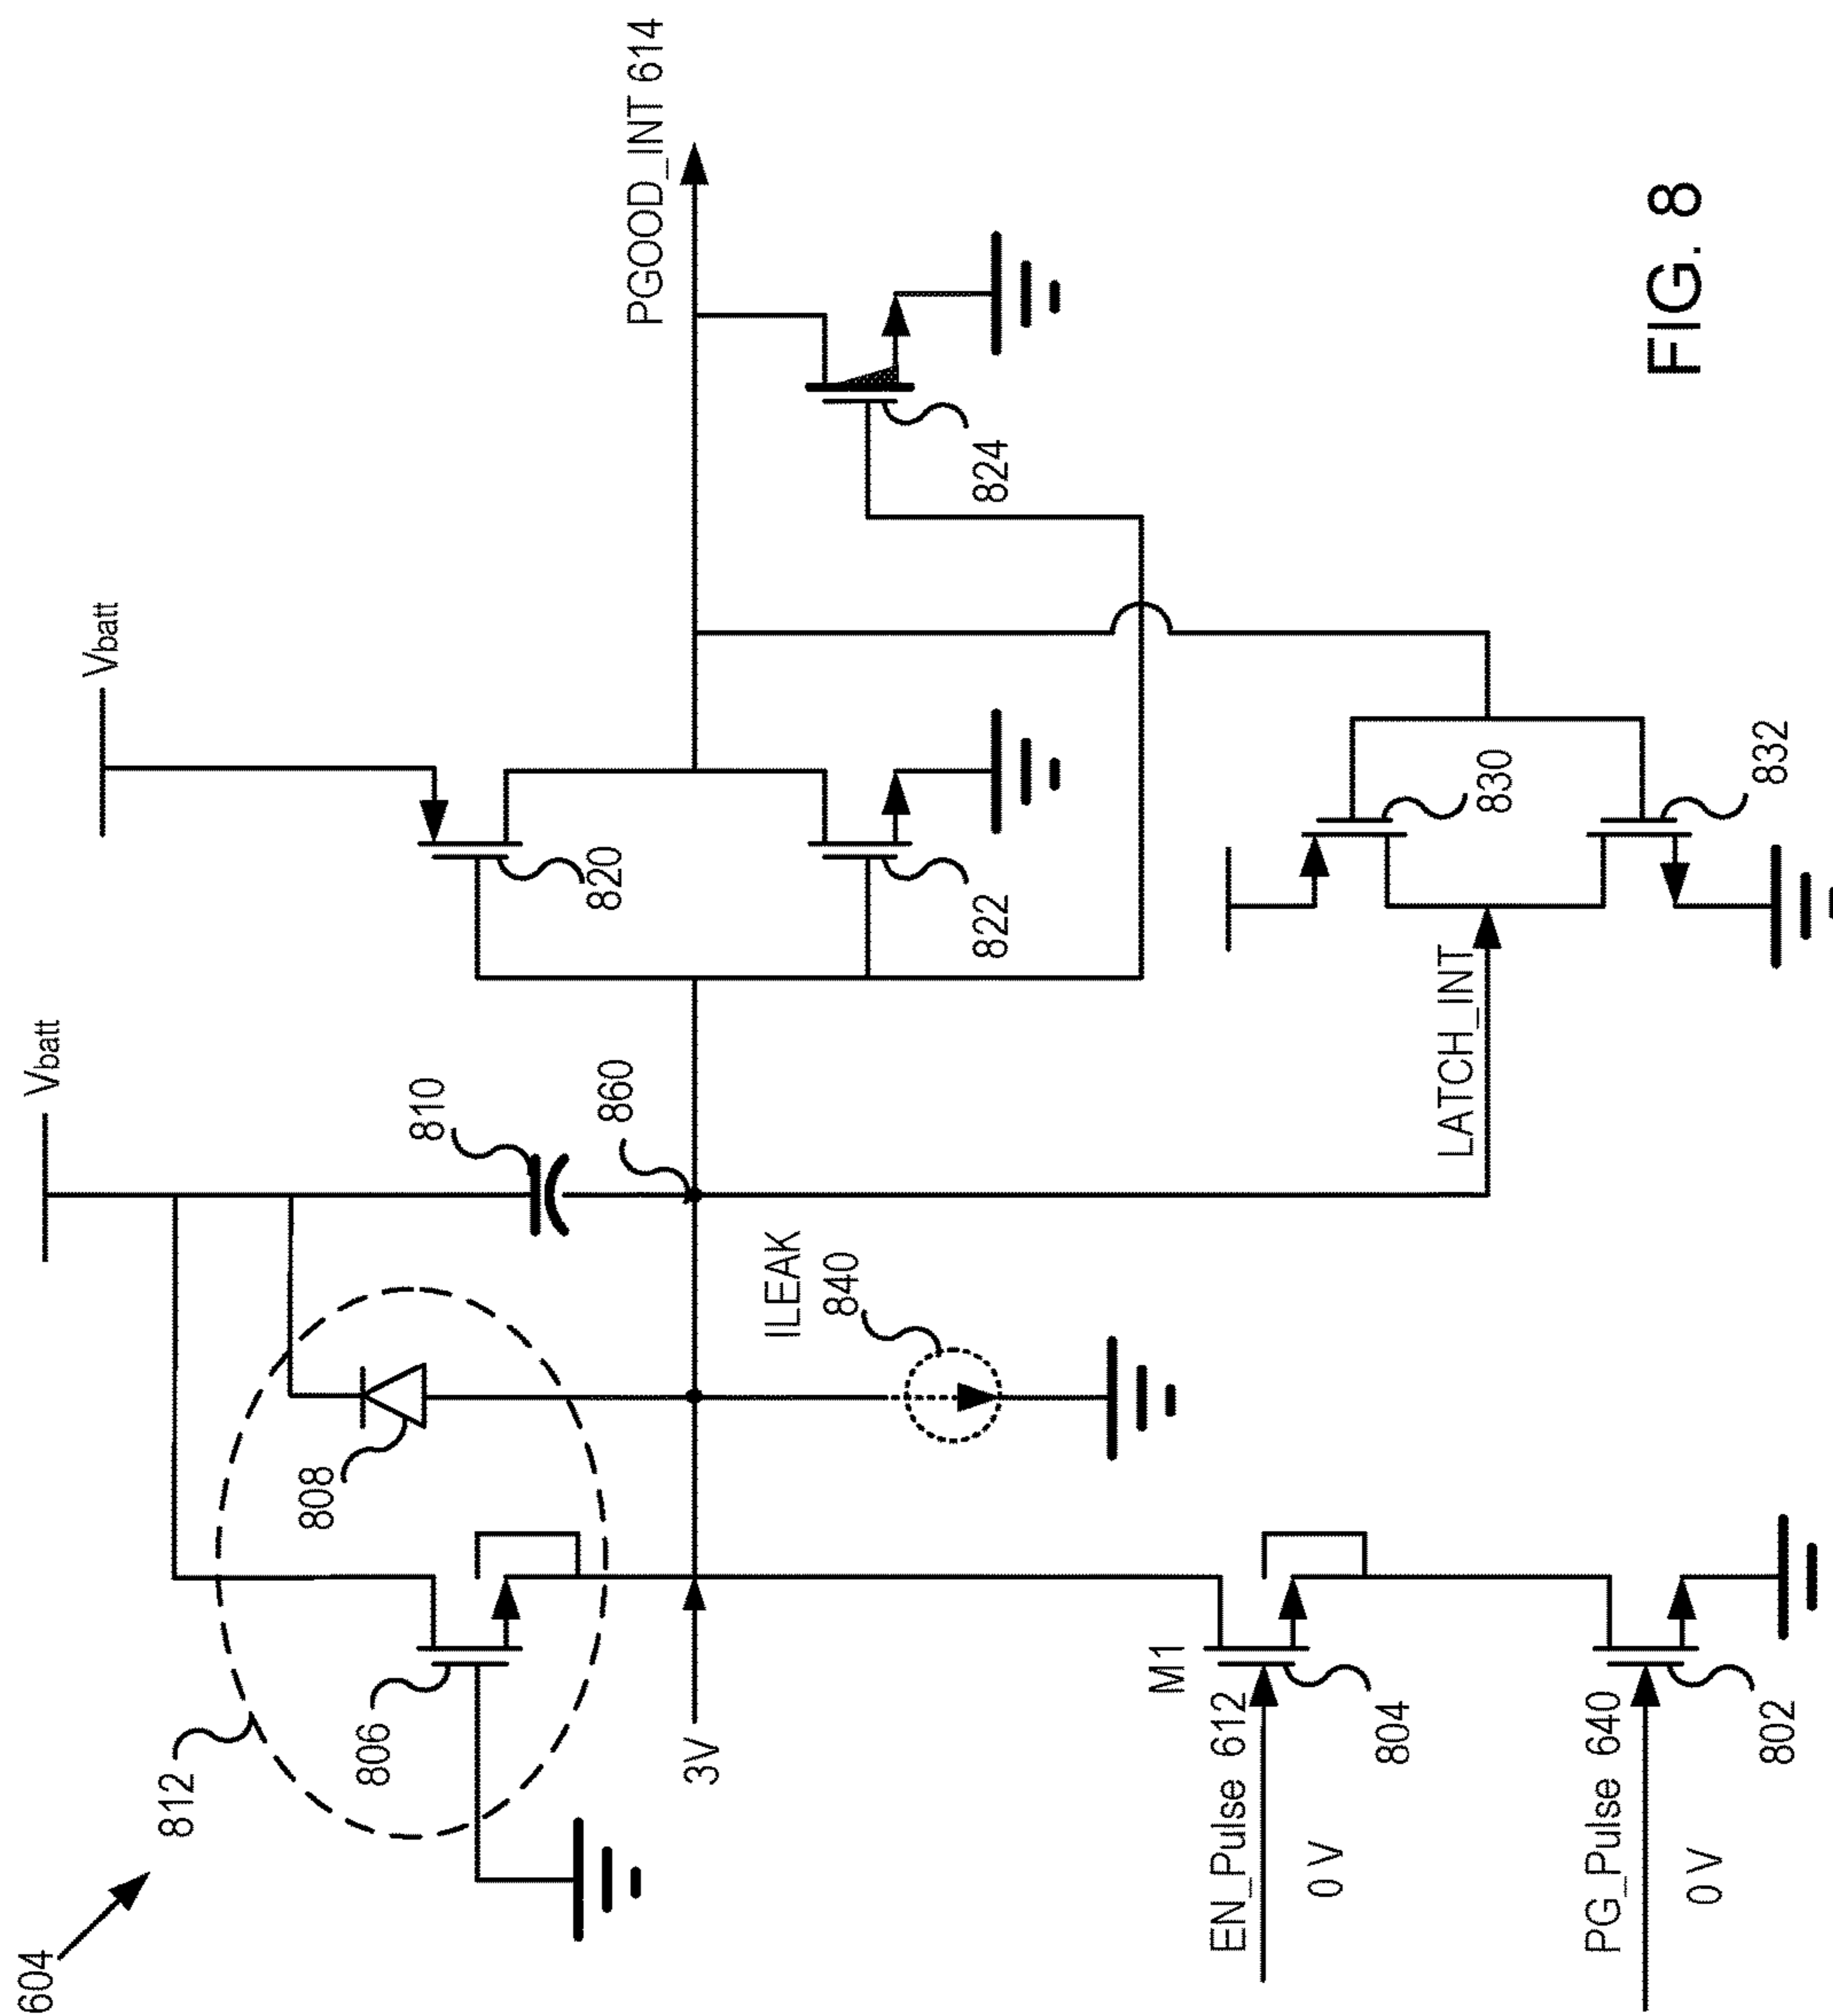 604
812
Vbatt
Vbatt
806
808
810
3V
ILEAK
840
860
820
822
PGOOD_INT 614
824
EN_Pulse 612
M1
0 V
804
LATCH_INT
830
832
PG_Pulse 640
0 V
802
FIG. 8